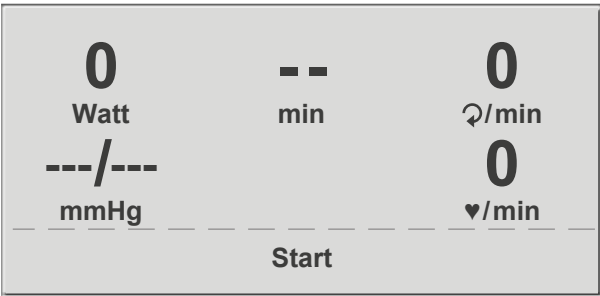 0 -- 0
Watt min ↻/min
---/--- 0
mmHg ♥/min
Start